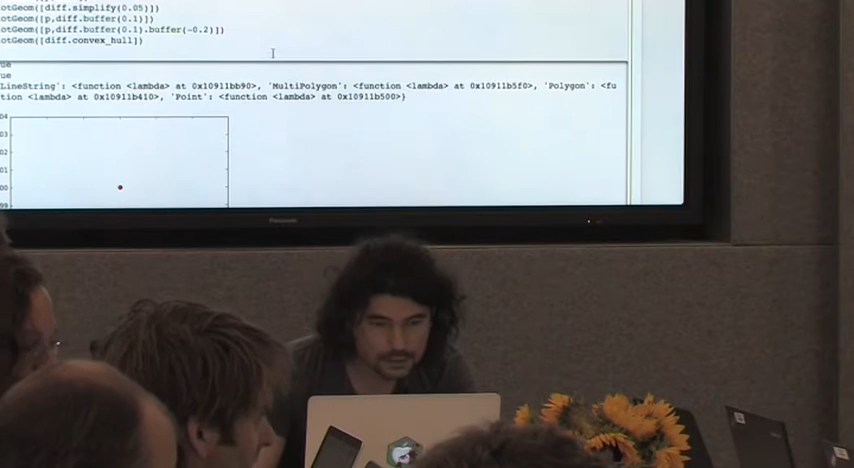 otGeom([diff.simplify(0.05)])
otGeom([p,diff.buffer(0.1)])
otGeom([p,diff.buffer(0.1).buffer(-0.2)])
otGeom([diff.convex_hull])
ue
ue
LineString': <function <lambda> at 0x10911bb90>, 'MultiPolygon': <function <lambda> at 0x10911b5f0>, 'Polygon': <fu
tion <lambda> at 0x10911b410>, 'Point': <function <lambda> at 0x10911b500>}
04
03
02
01
00
99
Panasonic